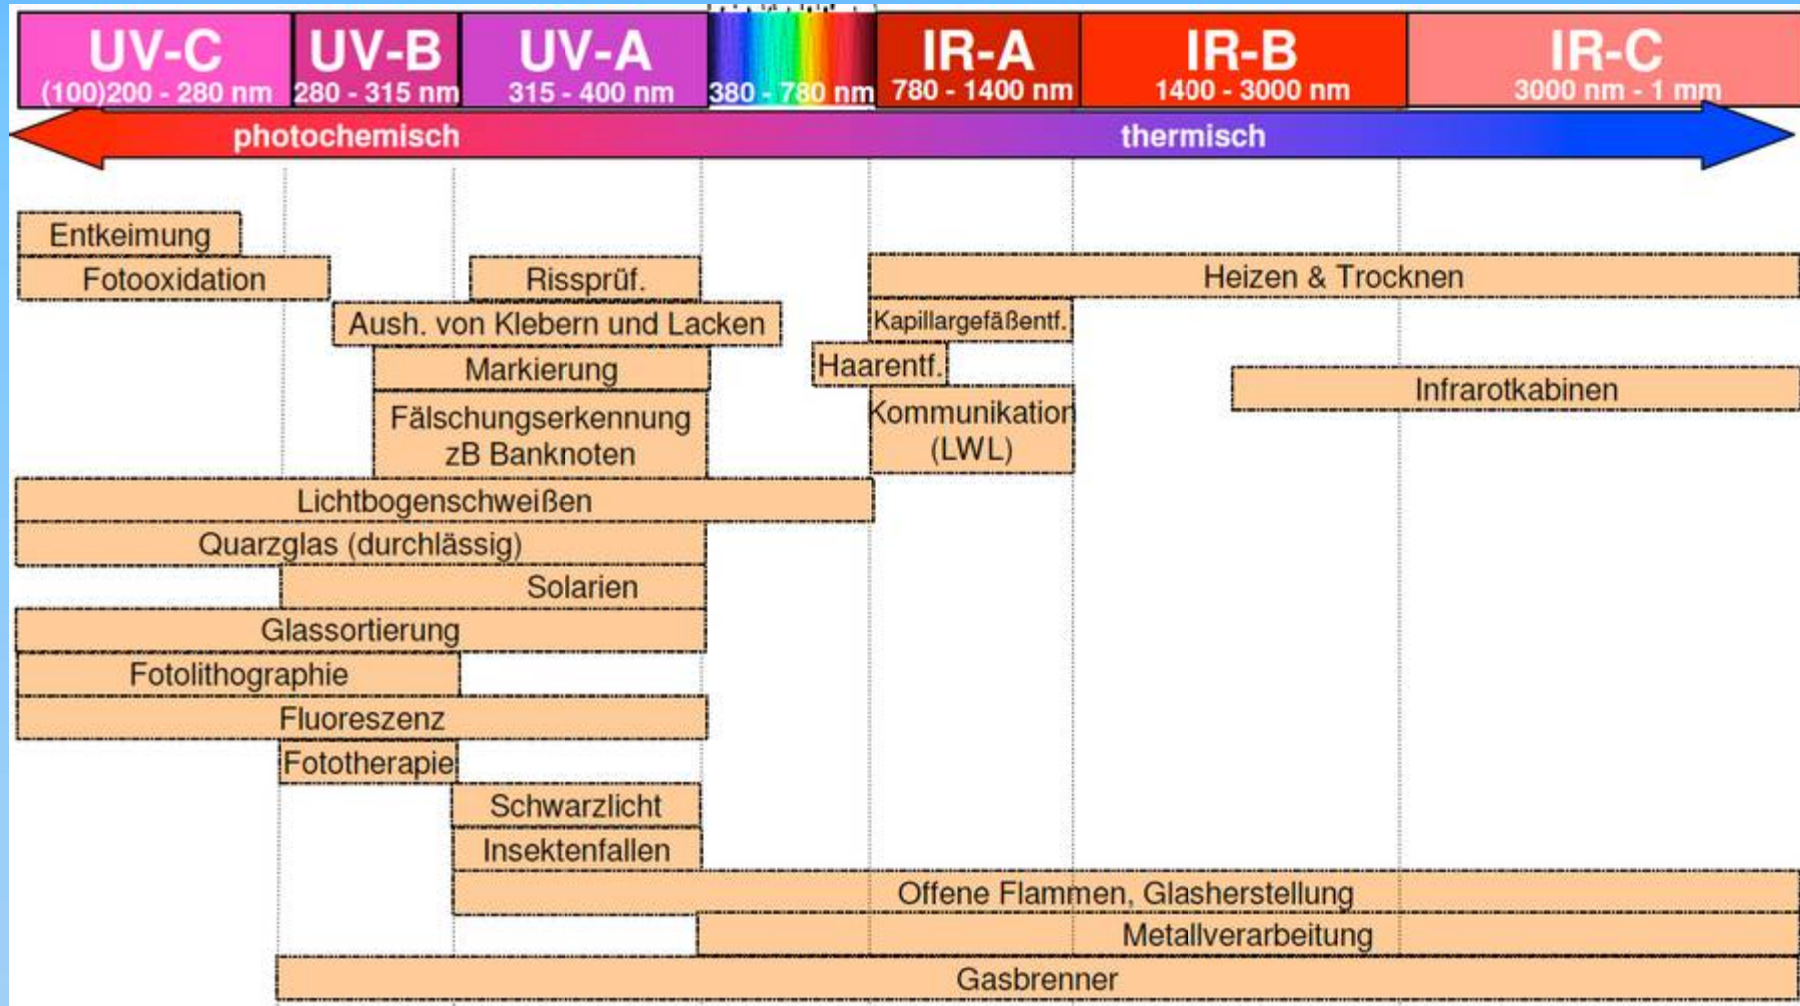 UV-C
(100)200 - 280 nm
UV-B
280 - 315 nm
UV-A
315 - 400 nm
380 - 780 nm
IR-A
780 - 1400 nm
IR-B
1400 - 3000 nm
IR-C
3000 nm - 1 mm
photochemisch
thermisch
Entkeimung
Fotooxidation
Rissprüf.
Heizen & Trocknen
Aush. von Klebern und Lacken
Kapillargefäßentf.
Markierung
Haarentf.
Infrarotkabinen
Fälschungserkennung
zB Banknoten
Kommunikation
(LWL)
Lichtbogenschweißen
Quarzglas (durchlässig)
Solarien
Glassortierung
Fotolithographie
Fluoreszenz
Fototherapie
Schwarzlicht
Insektenfallen
Offene Flammen, Glasherstellung
Metallverarbeitung
Gasbrenner